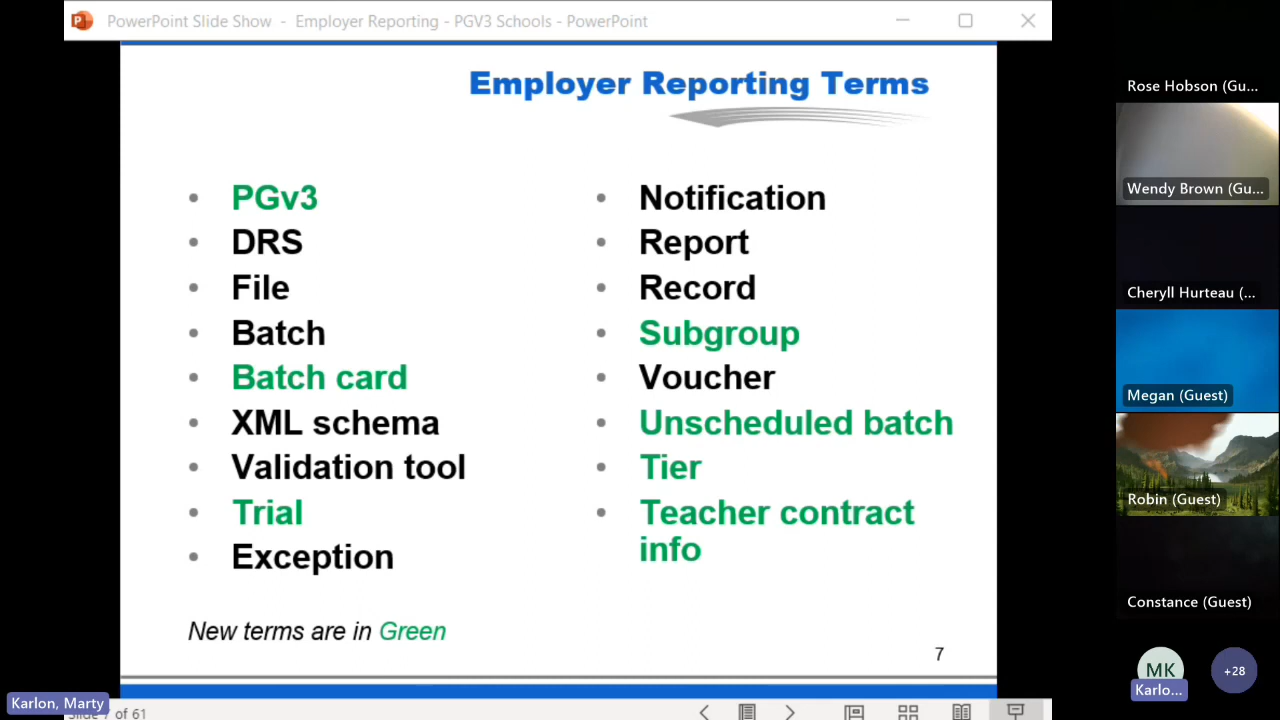 PowerPoint Slide Show - Employer Reporting - PGV3 Schools - PowerPoint
Employer Reporting Terms
• PGv3
• DRS
• File
• Batch
• Batch card
• XML schema
• Validation tool
• Trial
• Exception
• Notification
• Report
• Record
• Subgroup
• Voucher
• Unscheduled batch
• Tier
• Teacher contract
info
New terms are in Green
7
Slide 7 of 61
Karlon, Marty
Rose Hobson (Gu...
Wendy Brown (Gu...
Cheryll Hurteau (...
Megan (Guest)
Robin (Guest)
Constance (Guest)
MK
Karlo...
+28